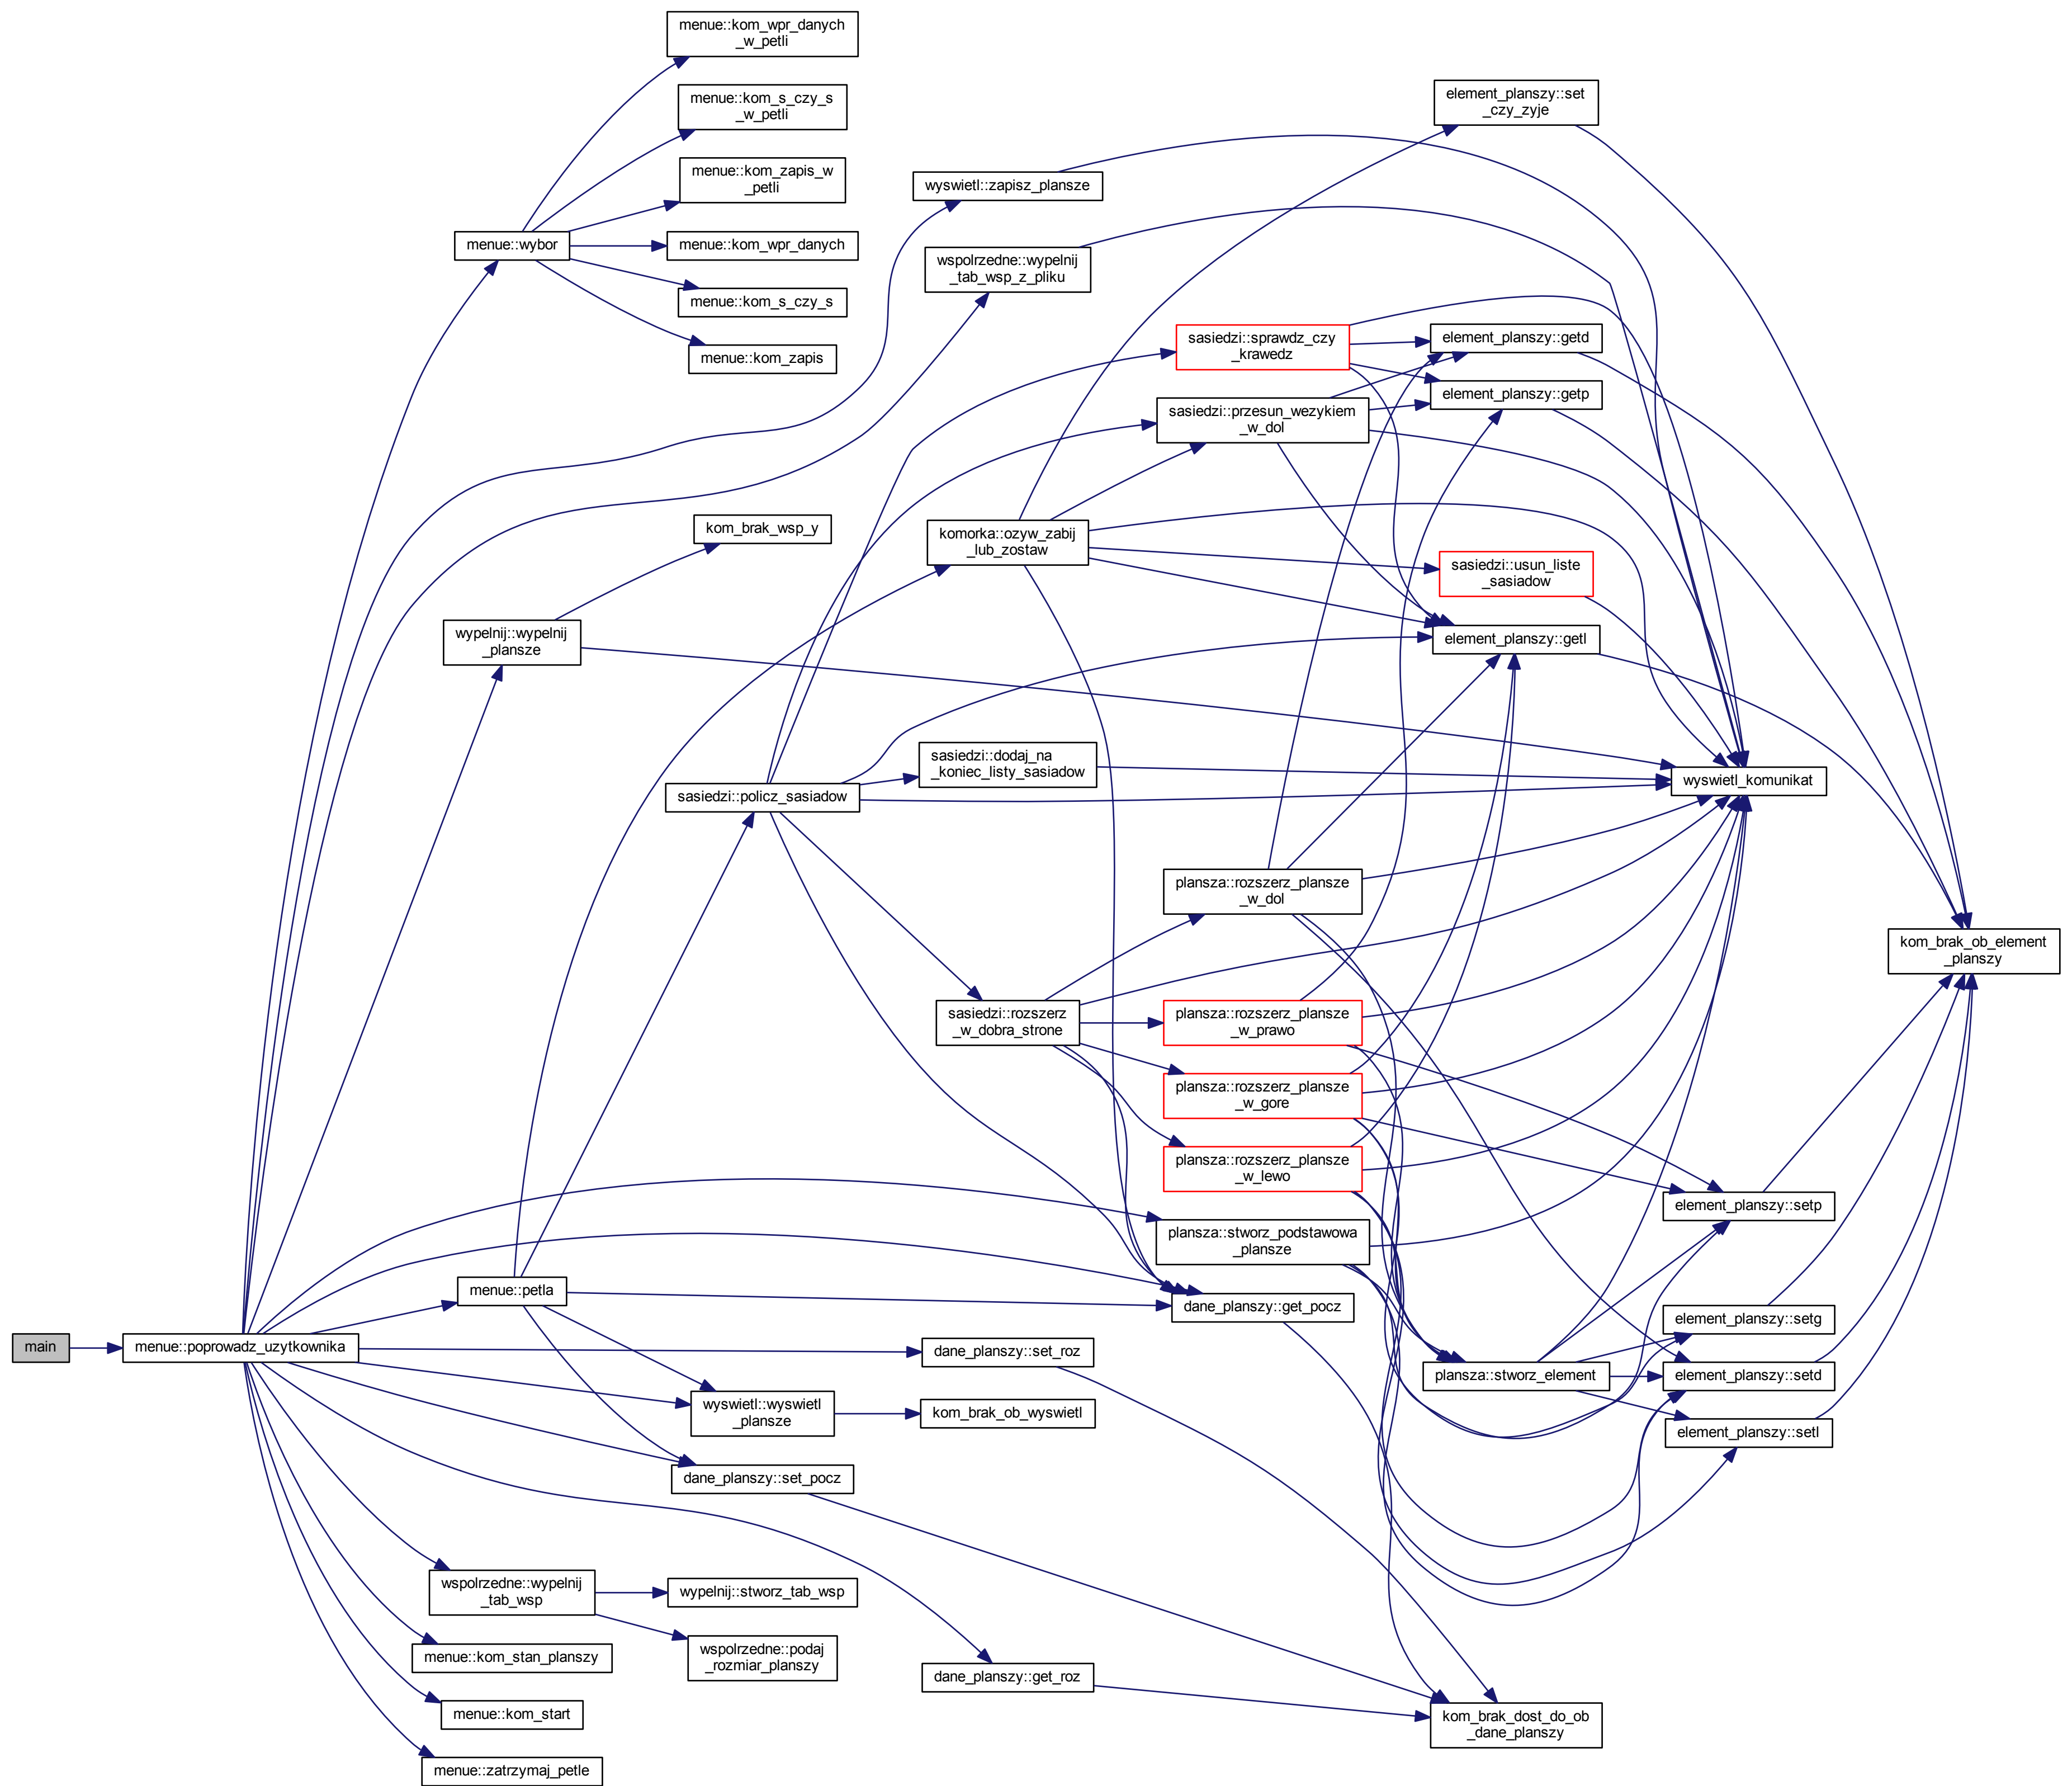 main
menue::poprowadz_uzytkownika
menue::wybor
menue::kom_wpr_danych
_w_petli
menue::kom_s_czy_s
_w_petli
menue::kom_zapis_w
_petli
menue::kom_wpr_danych
menue::kom_s_czy_s
menue::kom_zapis
wyswietl::zapisz_plansze
wspolrzedne::wypelnij
_tab_wsp_z_pliku
wypelnij::wypelnij
_plansze
kom_brak_wsp_y
menue::petla
komorka::ozyw_zabij
_lub_zostaw
sasiedzi::policz_sasiadow
sasiedzi::dodaj_na
_koniec_listy_sasiadow
sasiedzi::rozszerz
_w_dobra_strone
sasiedzi::sprawdz_czy
_krawedz
sasiedzi::przesun_wezykiem
_w_dol
plansza::rozszerz_plansze
_w_dol
plansza::rozszerz_plansze
_w_prawo
plansza::rozszerz_plansze
_w_gore
plansza::rozszerz_plansze
_w_lewo
plansza::stworz_podstawowa
_plansze
dane_planszy::get_pocz
dane_planszy::set_roz
wyswietl::wyswietl
_plansze
kom_brak_ob_wyswietl
dane_planszy::set_pocz
wspolrzedne::wypelnij
_tab_wsp
wypelnij::stworz_tab_wsp
wspolrzedne::podaj
_rozmiar_planszy
menue::kom_stan_planszy
menue::kom_start
menue::zatrzymaj_petle
dane_planszy::get_roz
element_planszy::set
_czy_zyje
element_planszy::getd
element_planszy::getp
sasiedzi::usun_liste
_sasiadow
element_planszy::getl
wyswietl_komunikat
kom_brak_ob_element
_planszy
element_planszy::setp
element_planszy::setg
plansza::stworz_element
element_planszy::setd
element_planszy::setl
kom_brak_dost_do_ob
_dane_planszy